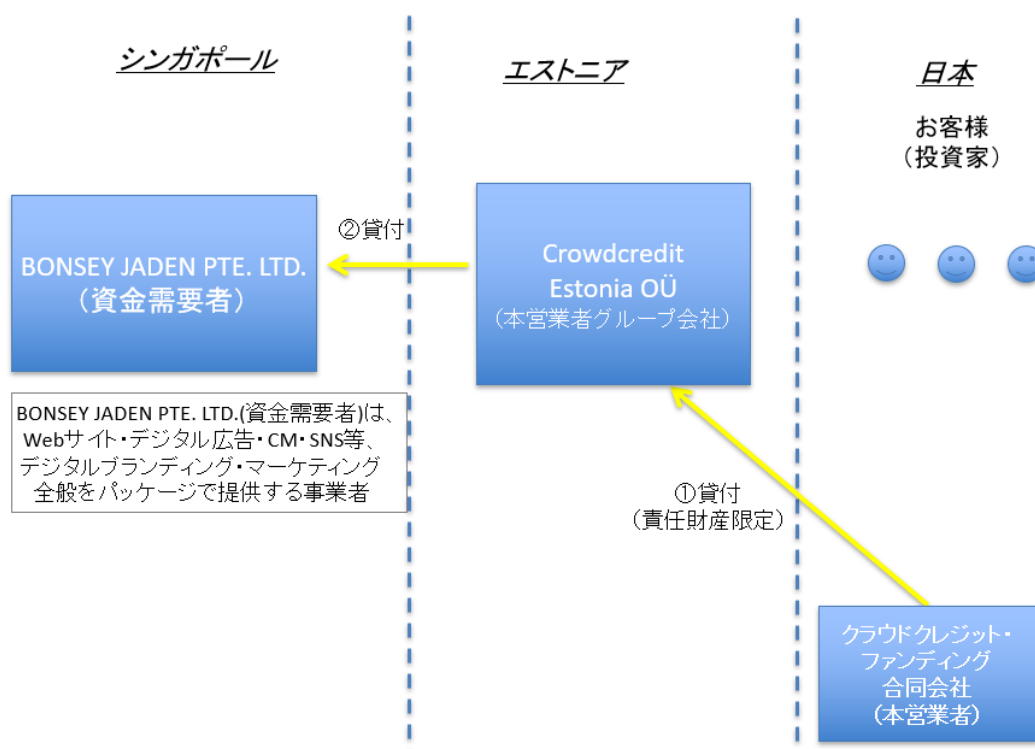 シンガポール
エストニア
日本
お客様
（投資家）
②貸付
BONSEY JADEN PTE. LTD.
（資金需要者）
Crowdcredit
Estonia OÜ
（本営業者グループ会社）
BONSEY JADEN PTE. LTD.(資金需要者)は、
Webサイト・デジタル広告・CM・SNS等、
デジタルブランディング・マーケティング
全般をパッケージで提供する事業者
①貸付
（責任財産限定）
クラウドクレジット・
ファンディング
合同会社
（本営業者）